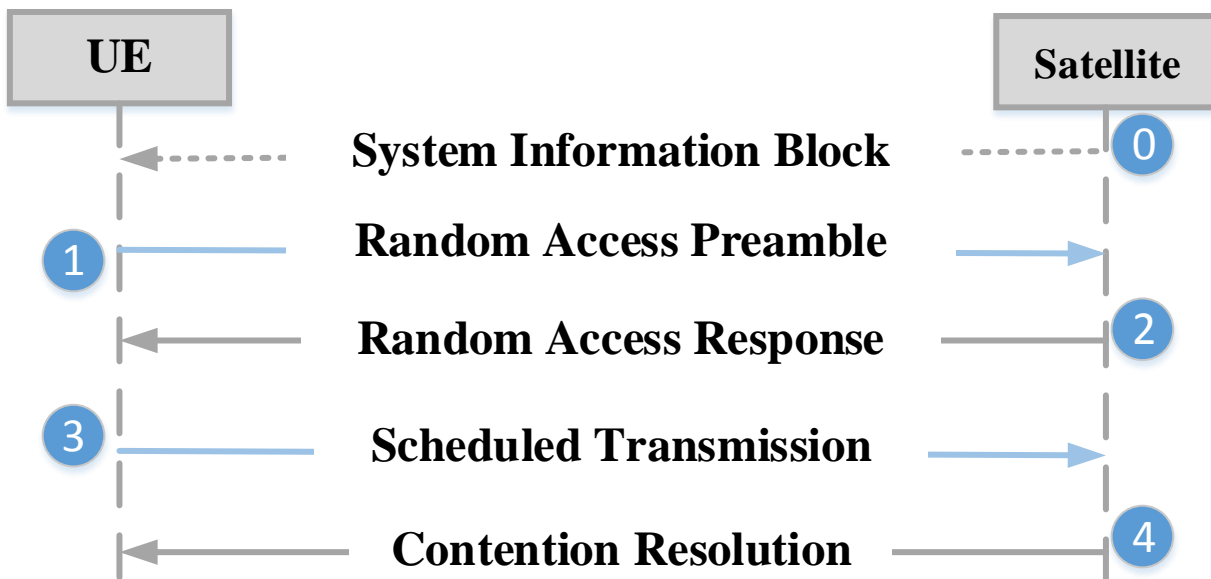 UE
Satellite
System Information Block
0
Random Access Preamble
1
Random Access Response
2
3
Scheduled Transmission
Contention Resolution
4